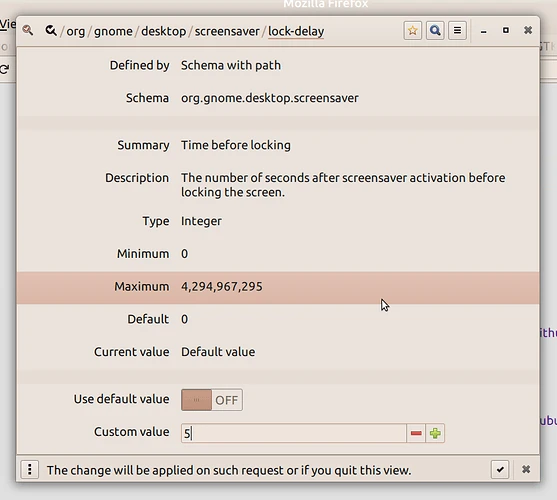 Mozilla Firefox
Vie
/ org / gnome / desktop / screensaver / lock-delay
Defined by Schema with path
Schema org.gnome.desktop.screensaver
Summary Time before locking
Description The number of seconds after screensaver activation before
locking the screen.
Type Integer
Minimum 0
Maximum 4,294,967,295
Default 0
Current value Default value
ithu
Use default value OFF
ubu
Custom value 5
The change will be applied on such request or if you quit this view.